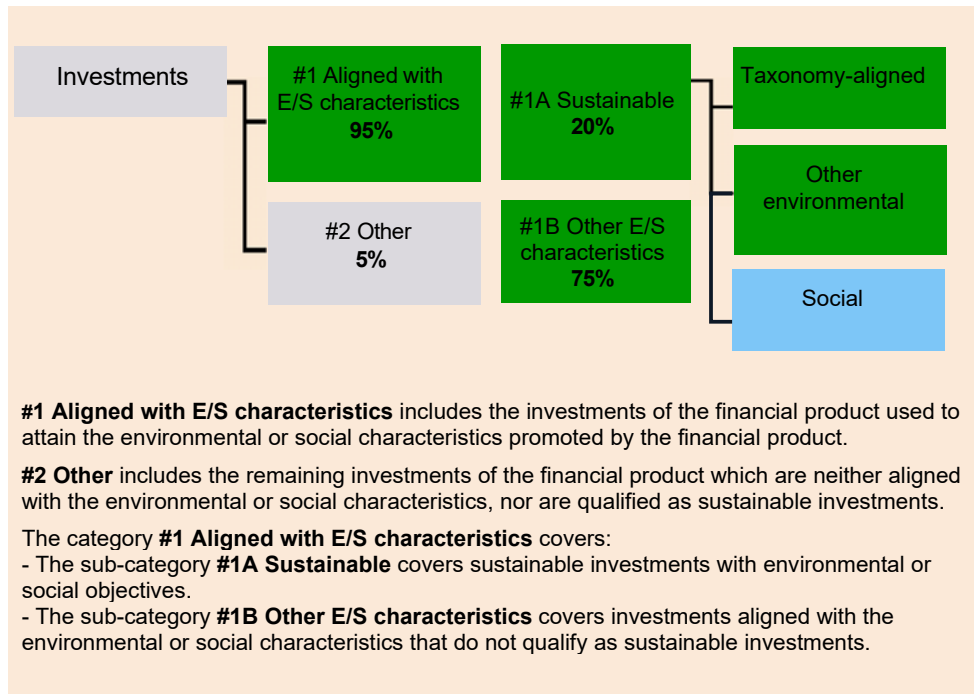 Investments
#1 Aligned with
E/S characteristics
95%
#2 Other
5%
#1A Sustainable
20%
#1B Other E/S
characteristics
75%
Taxonomy-aligned
Other
environmental
Social
#1 Aligned with E/S characteristics includes the investments of the financial product used to
attain the environmental or social characteristics promoted by the financial product.
#2 Other includes the remaining investments of the financial product which are neither aligned
with the environmental or social characteristics, nor are qualified as sustainable investments.
The category #1 Aligned with E/S characteristics covers:
- The sub-category #1A Sustainable covers sustainable investments with environmental or
social objectives.
- The sub-category #1B Other E/S characteristics covers investments aligned with the
environmental or social characteristics that do not qualify as sustainable investments.